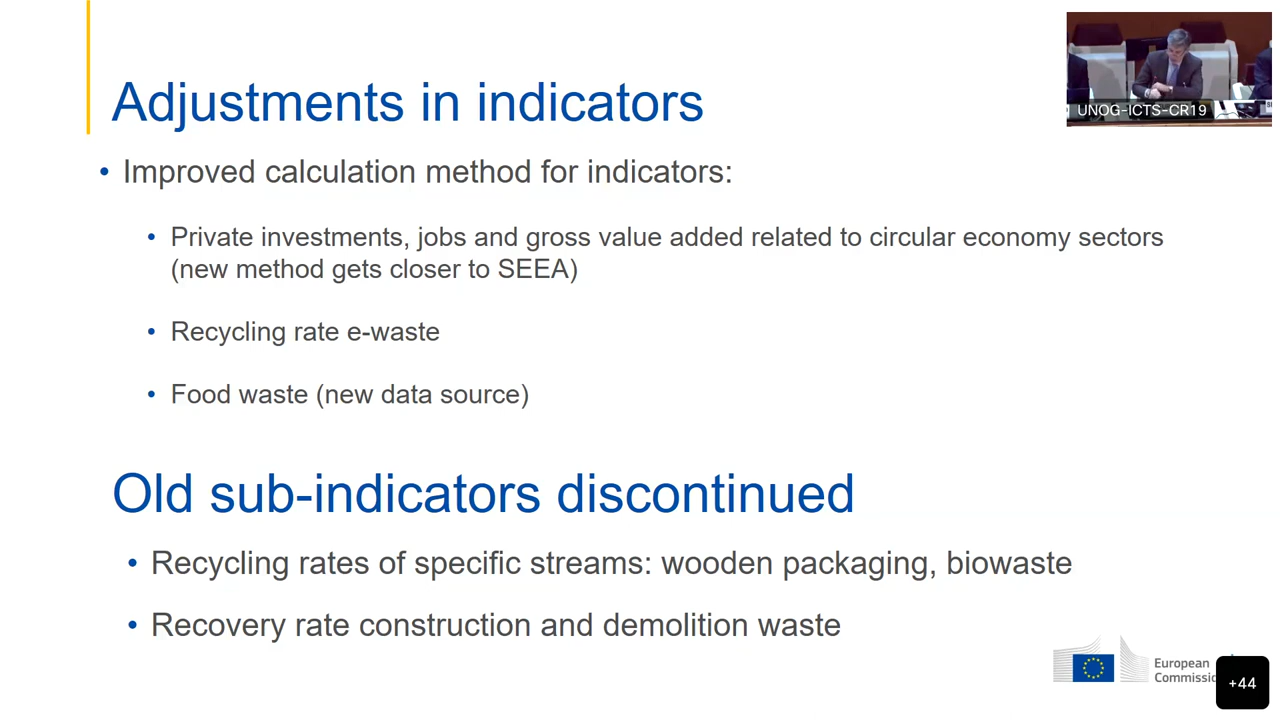 Adjustments in indicators
UNOG-ICTS-CR19
• Improved calculation method for indicators:
• Private investments, jobs and gross value added related to circular economy sectors
(new method gets closer to SEEA)
• Recycling rate e-waste
• Food waste (new data source)
Old sub-indicators discontinued
• Recycling rates of specific streams: wooden packaging, biowaste
• Recovery rate construction and demolition waste
European
Commissi
+44